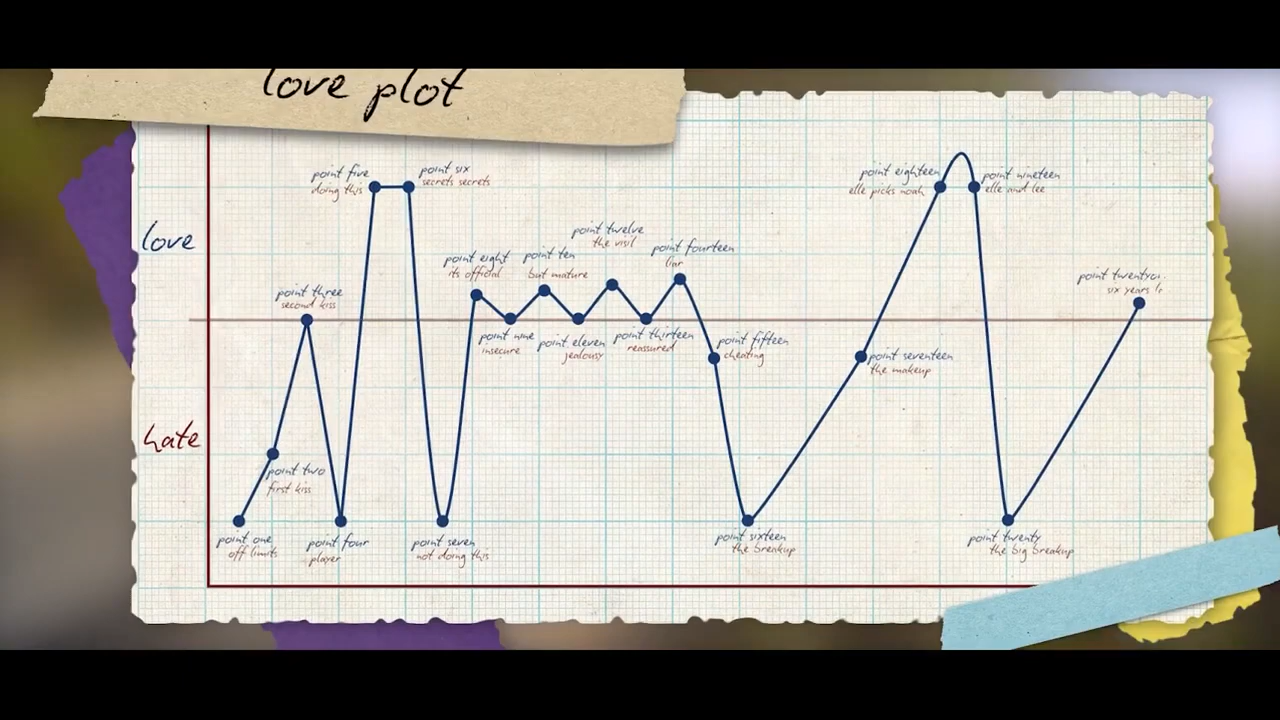 love plot
love
hate
point one
off limits
point two
first kiss
point three
second kiss
point four
player
point five
doing this
point six
secrets secrets
point seven
not doing this
point eight
its official
point nine
insecure
point ten
but mature
point eleven
jealousy
point twelve
the visit
point thirteen
reassured
point fourteen
liar
point fifteen
cheating
point sixteen
the breakup
point seventeen
the makeup
point eighteen
elle picks noah
point nineteen
elle and lee
point twenty
the big breakup
point
six years